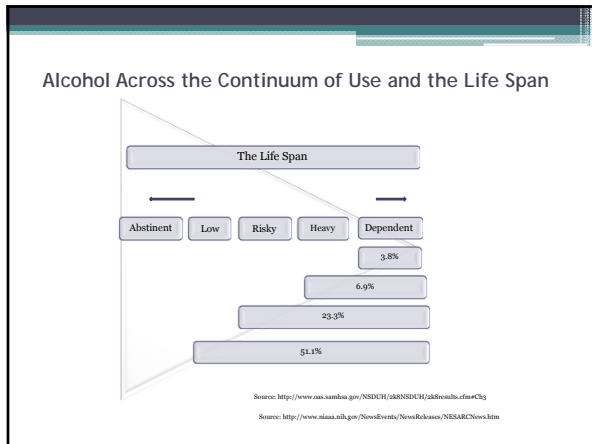 Alcohol Across the Continuum of Use and the Life Span
The Life Span
Abstinent Low Risky Heavy Dependent
3.8%
6.9%
23.3%
51.1%
Source: http://www.oas.samhsa.gov/NSDUH/2k8NSDUH/2k8results.cfm#Ch3
Source: http://www.niaaa.nih.gov/NewsEvents/NewsReleases/NESARCNews.htm